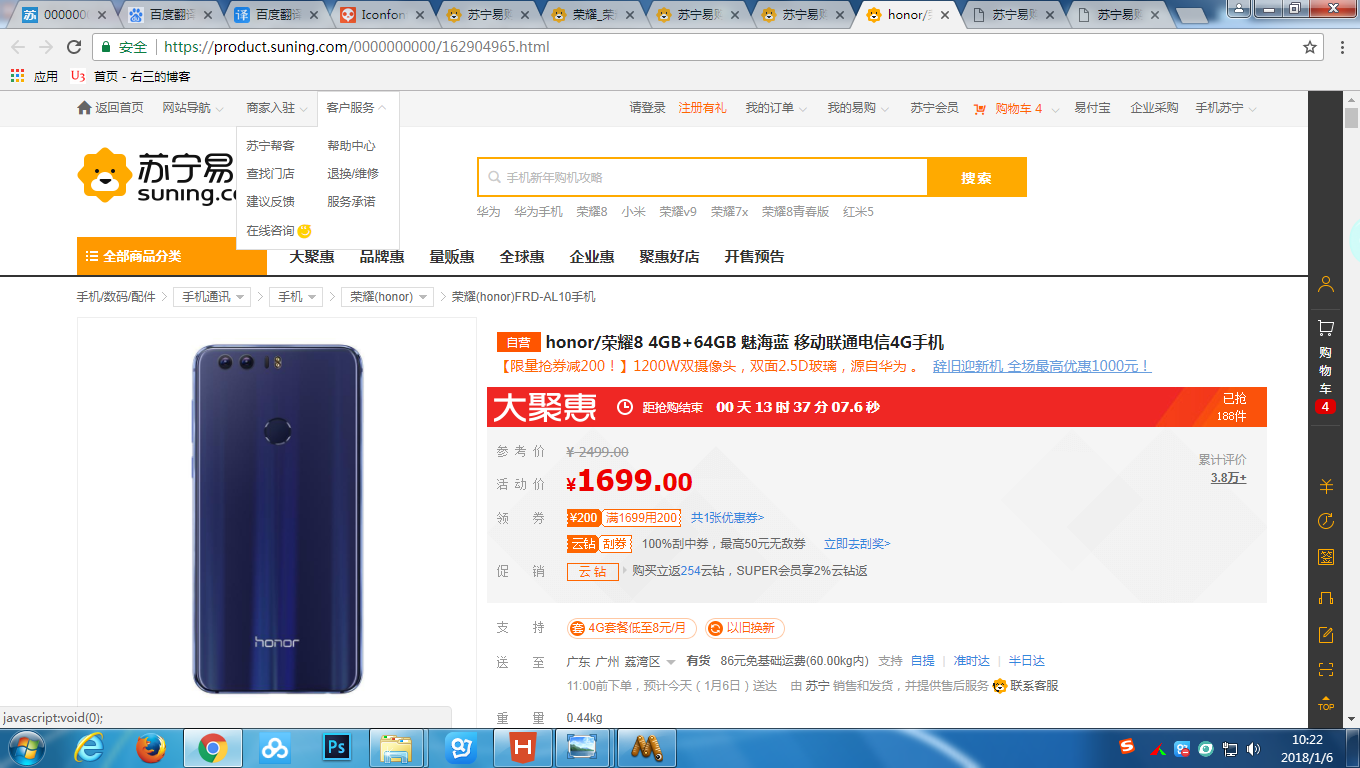 0000000
百度翻译
百度翻译
Iconfon
苏宁易购
荣耀_荣
苏宁易购
苏宁易购
honor/荣
苏宁易购
苏宁易购
安全 https://product.suning.com/0000000000/162904965.html
应用 首页 - 右三的博客
返回首页 网站导航 商家入驻 客户服务 请登录 注册有礼 我的订单 我的易购 苏宁会员 购物车 4 易付宝 企业采购 手机苏宁
苏宁帮客 帮助中心
查找门店 退换/维修
建议反馈 服务承诺
在线咨询
苏宁易
suning.co
手机新年购机攻略 搜索
华为 华为手机 荣耀8 小米 荣耀v9 荣耀7x 荣耀8青春版 红米5
全部商品分类 大聚惠 品牌惠 量贩惠 全球惠 企业惠 聚惠好店 开售预告
手机/数码/配件 手机通讯 手机 荣耀(honor) 荣耀(honor)FRD-AL10手机
honor
自营 honor/荣耀8 4GB+64GB 魅海蓝 移动联通电信4G手机
【限量抢券减200！】1200W双摄像头，双面2.5D玻璃，源自华为 。 辞旧迎新机 全场最高优惠1000元！
大聚惠 距抢购结束 00 天 13 时 37 分 07.6 秒 已抢
188件
参考价 ¥ 2499.00
活动价 ¥1699.00
累计评价
3.8万+
领券 ¥200 满1699用200 共1张优惠券>
云钻 刮券 100%刮中券，最高50元无敌券 立即去刮奖>
促销 云钻 购买立返254云钻，SUPER会员享2%云钻返
支持 套 4G套餐低至8元/月 以旧换新
送至 广东 广州 荔湾区 有货 86元免基础运费(60.00kg内) 支持 自提 | 准时达 | 半日达
11:00前下单，预计今天（1月6日）送达 由 苏宁 销售和发货，并提供售后服务 联系客服
重量 0.44kg
购
物
车
4
签
TOP
javascript:void(0);
10:22
2018/1/6